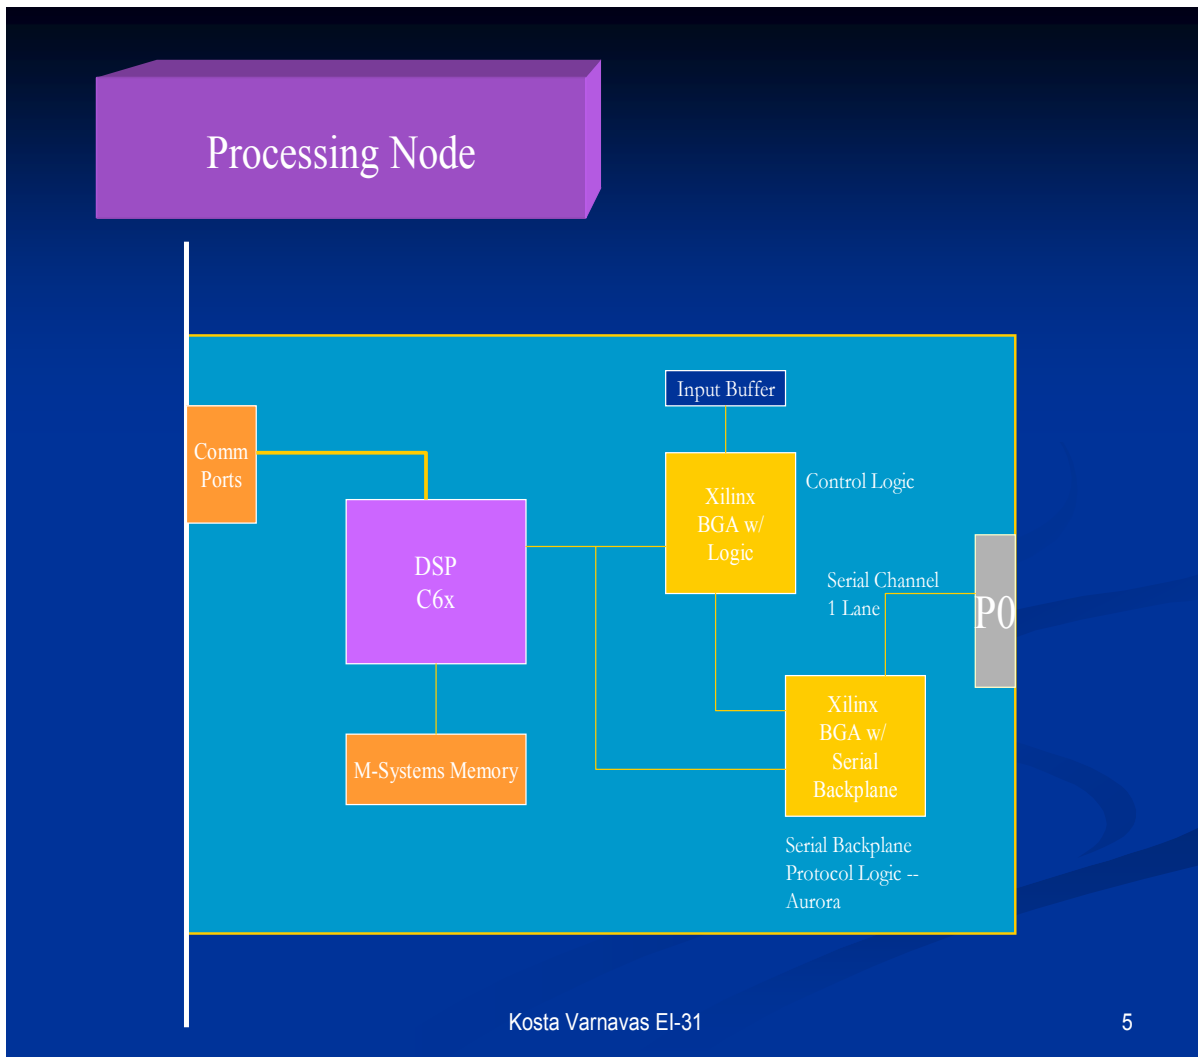 Processing Node
Input Buffer
Comm
Ports
Xilinx
BGA w/
Logic
Control Logic
DSP
C6x
Serial Channel
1 Lane
P0
M-Systems Memory
Xilinx
BGA w/
Serial
Backplane
Serial Backplane
Protocol Logic --
Aurora
Kosta Varnavas EI-31
5